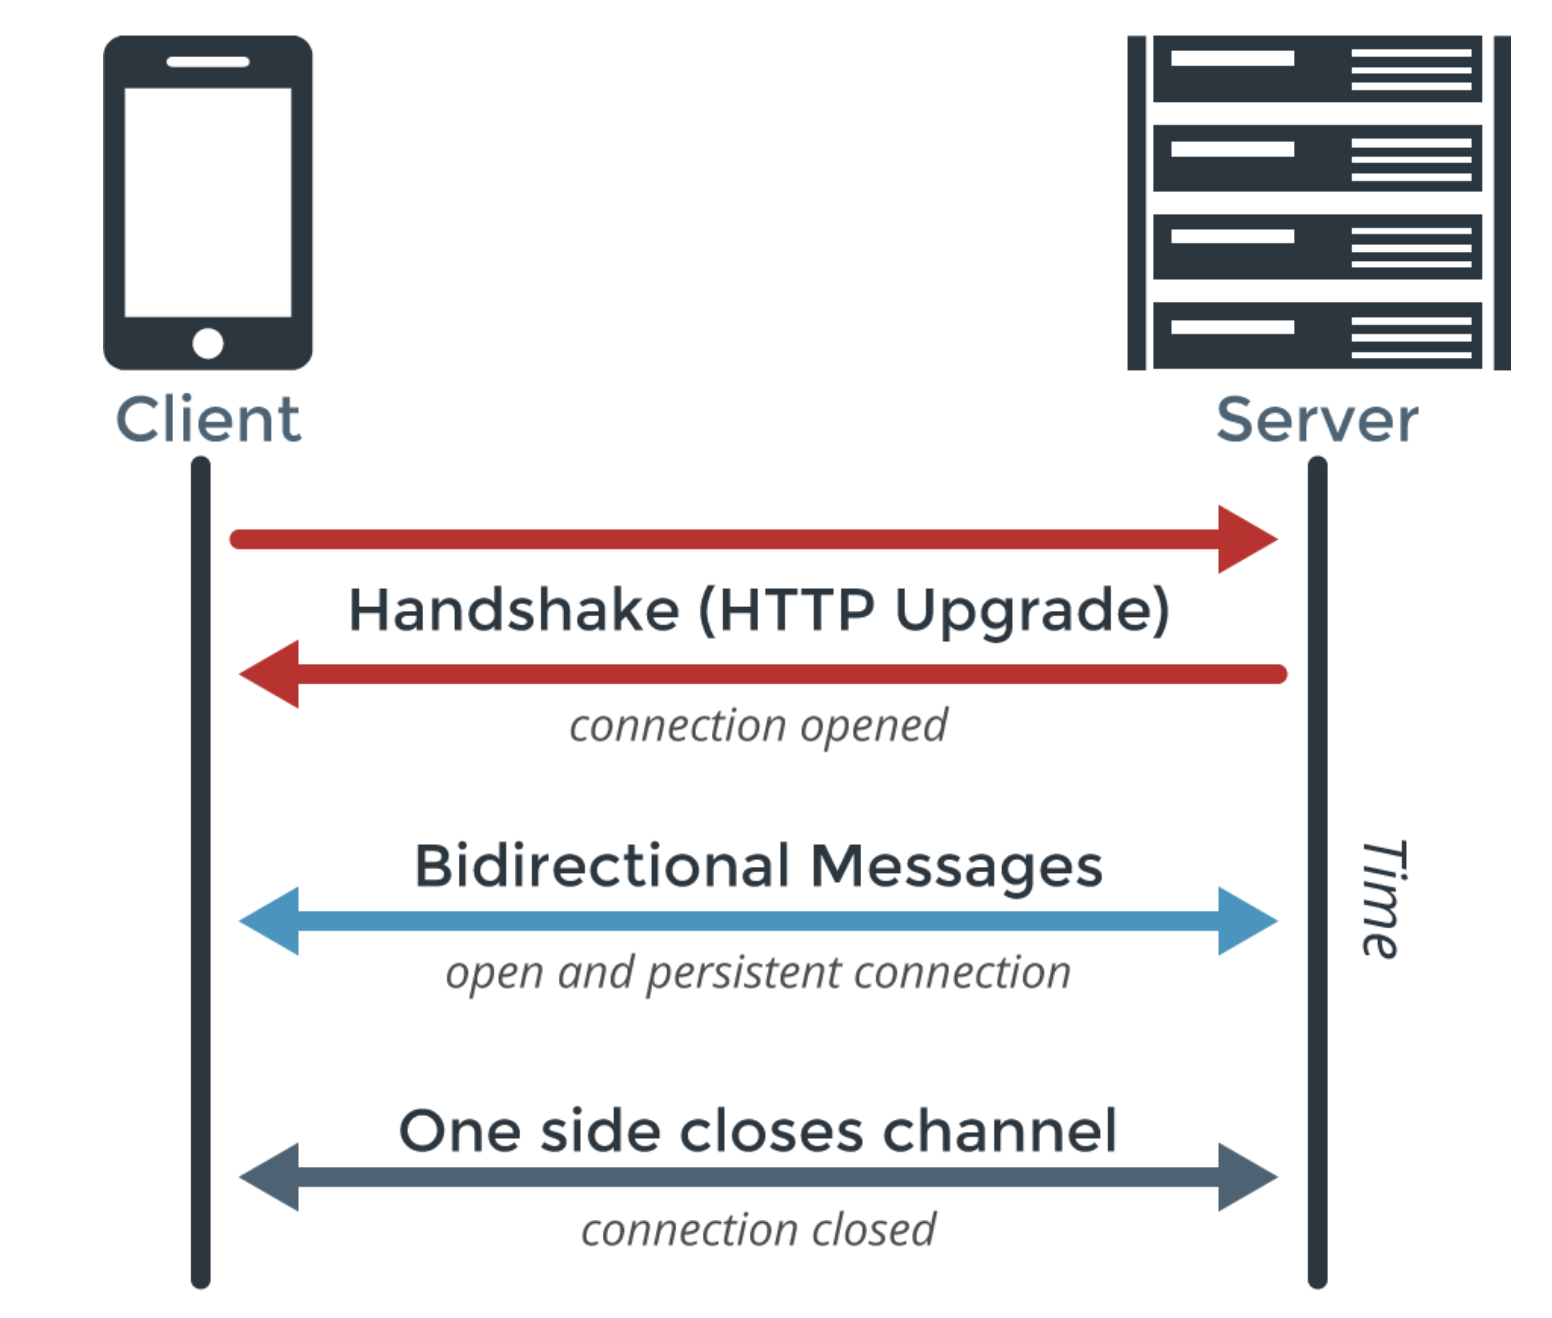 Client
Server
Handshake (HTTP Upgrade)
connection opened
Bidirectional Messages
open and persistent connection
Time
One side closes channel
connection closed